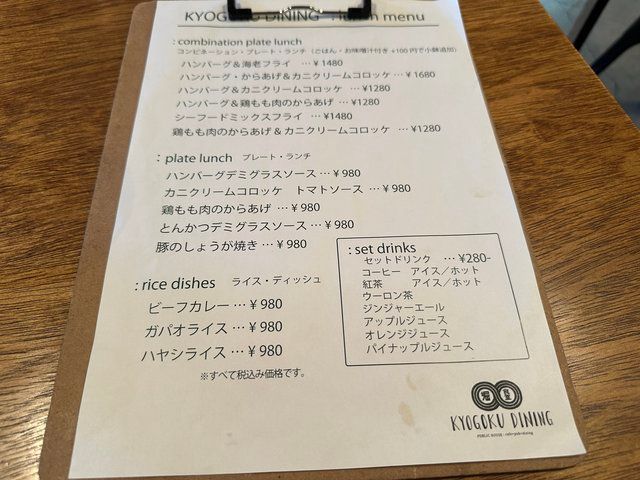 KYOGOKU DINING : lunch menu
: combination plate lunch
コンビネーション・プレート・ランチ（ごはん・お味噌汁付き +100円で小鉢追加）
ハンバーグ＆海老フライ …¥1480
ハンバーグ・からあげ＆カニクリームコロッケ …¥1680
ハンバーグ＆カニクリームコロッケ …¥1280
ハンバーグ＆鶏もも肉のからあげ …¥1280
シーフードミックスフライ …¥1480
鶏もも肉のからあげ＆カニクリームコロッケ …¥1280
: plate lunch プレート・ランチ
ハンバーグデミグラスソース…¥980
カニクリームコロッケ トマトソース…¥980
鶏もも肉のからあげ …¥980
とんかつデミグラスソース…¥980
豚のしょうが焼き…¥980
: rice dishes ライス・ディッシュ
ビーフカレー…¥980
ガパオライス…¥980
ハヤシライス…¥980
※すべて税込み価格です。
: set drinks
セットドリンク …¥280-
コーヒー アイス／ホット
紅茶 アイス／ホット
ウーロン茶
ジンジャーエール
アップルジュース
オレンジジュース
パイナップルジュース
KYOGOKU DINING